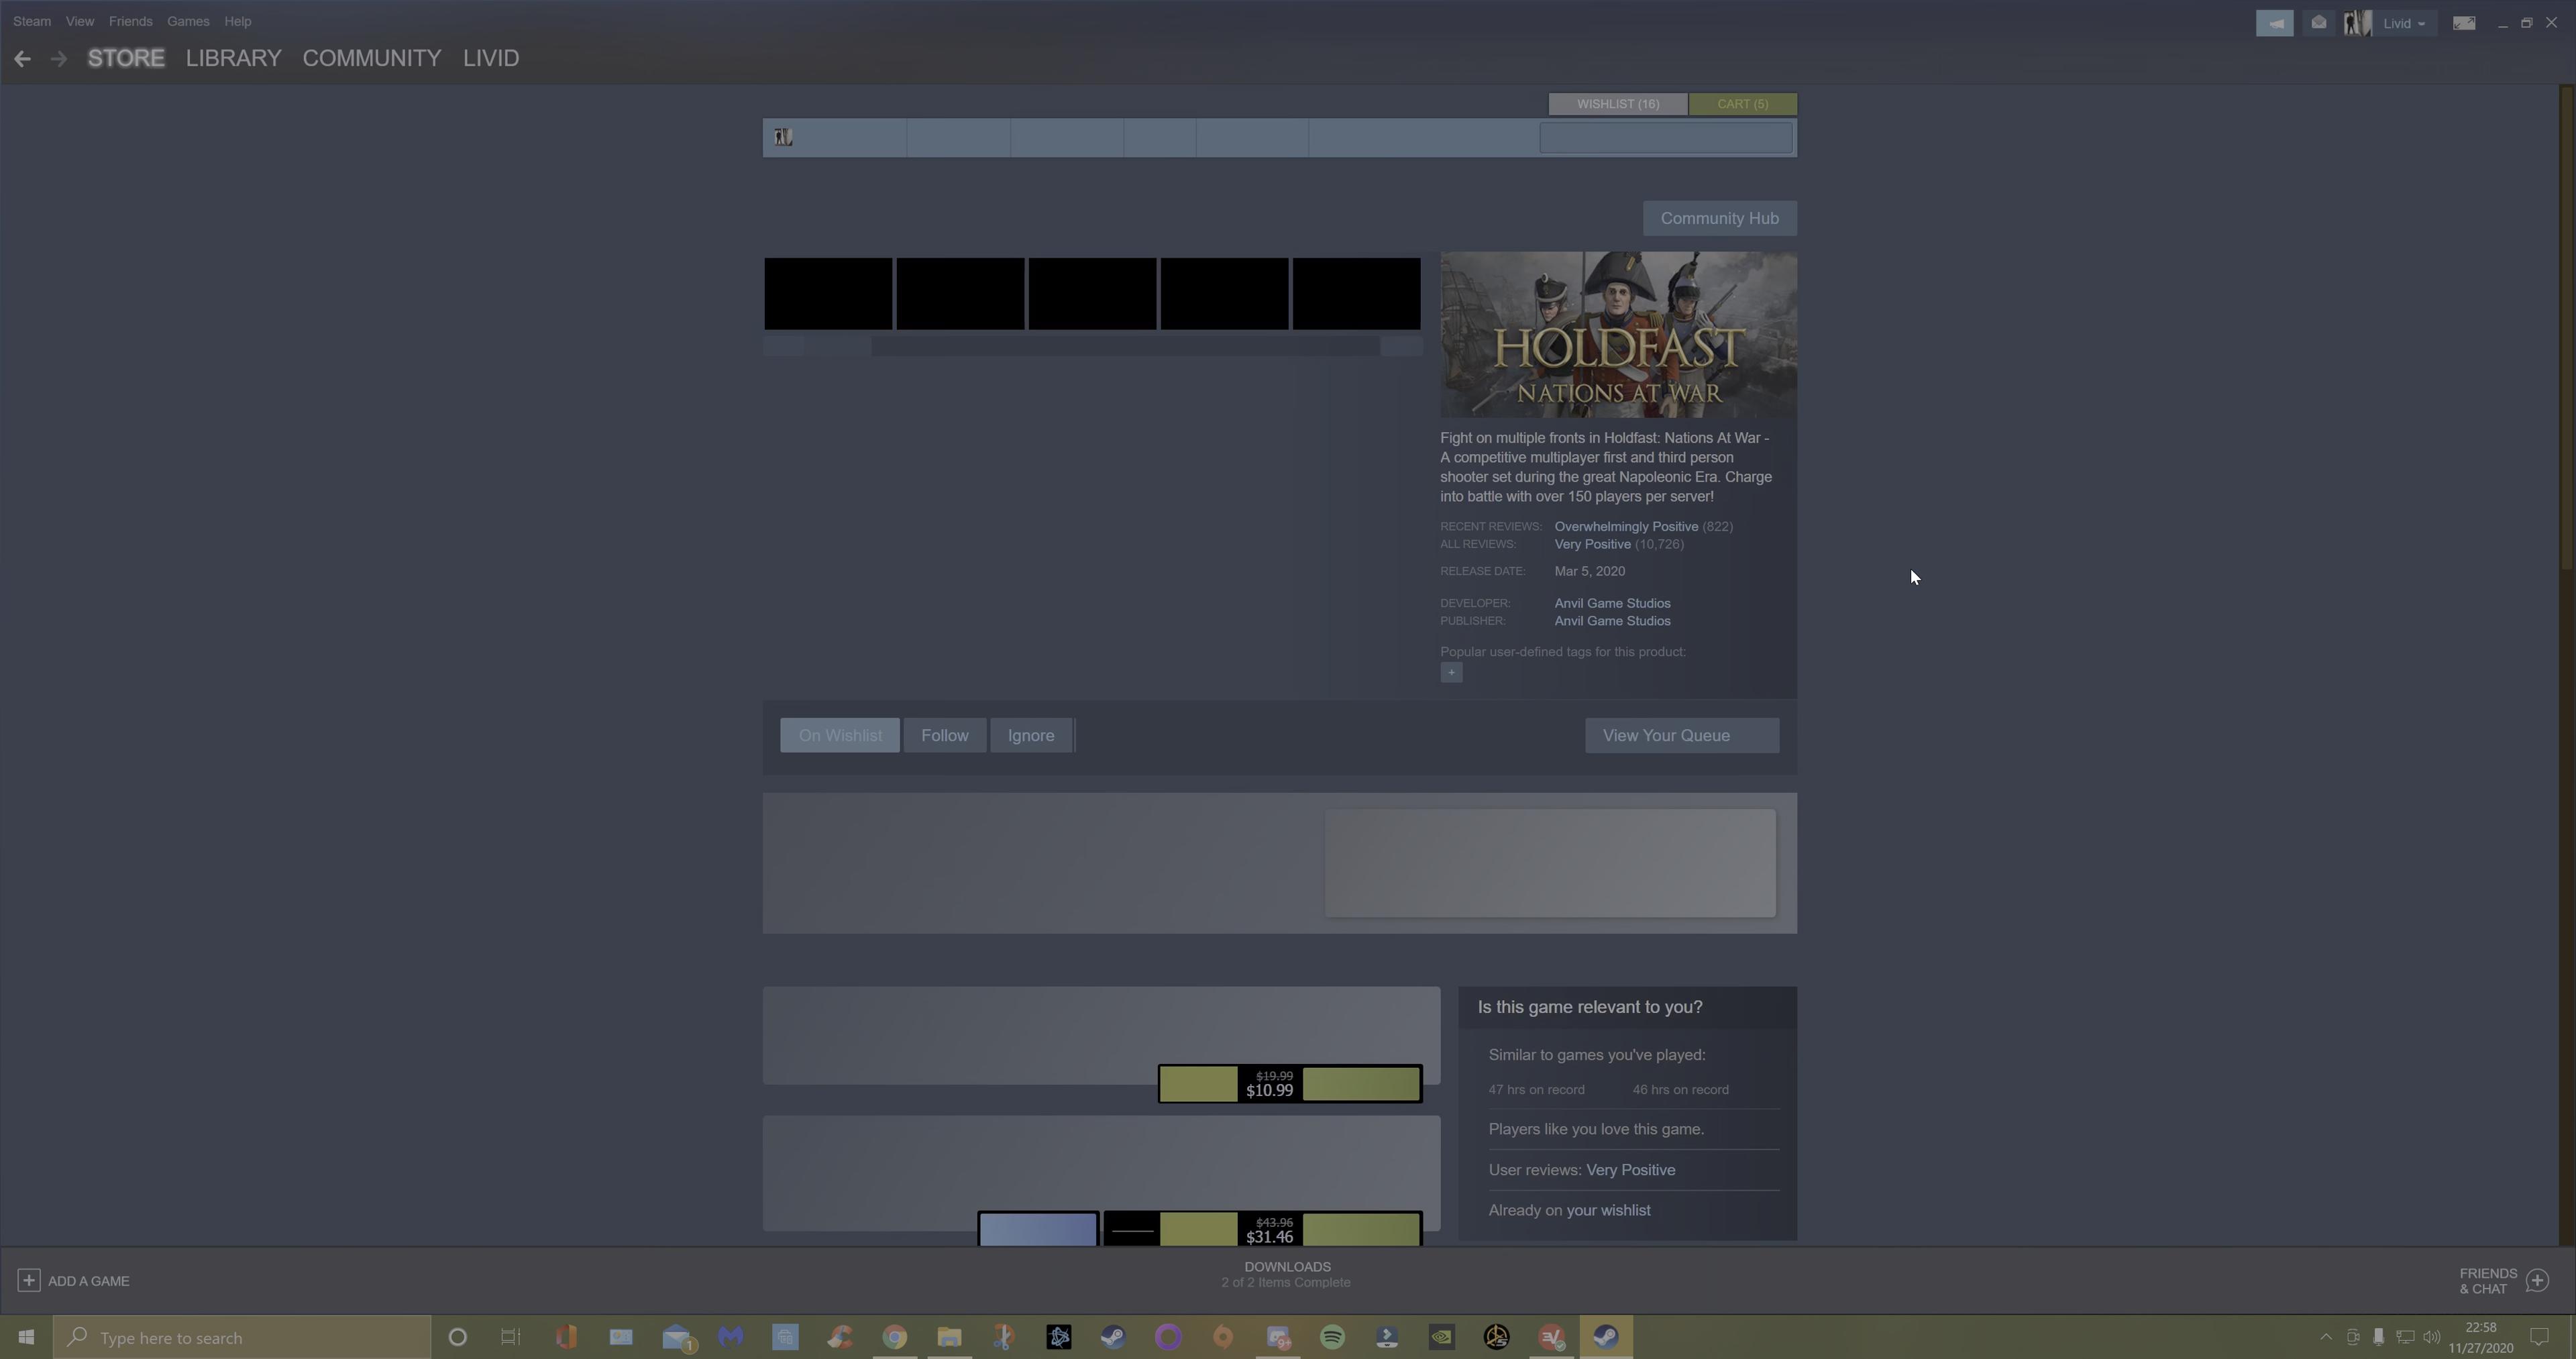 Steam View Friends Games Help
Livid
STORE LIBRARY COMMUNITY LIVID
WISHLIST (16) CART (5)
Community Hub
HOLDFAST
NATIONS AT WAR
Fight on multiple fronts in Holdfast: Nations At War -
A competitive multiplayer first and third person
shooter set during the great Napoleonic Era. Charge
into battle with over 150 players per server!
RECENT REVIEWS: Overwhelmingly Positive (822)
ALL REVIEWS: Very Positive (10,726)
RELEASE DATE: Mar 5, 2020
DEVELOPER: Anvil Game Studios
PUBLISHER: Anvil Game Studios
Popular user-defined tags for this product:
+
On Wishlist Follow Ignore View Your Queue
Is this game relevant to you?
Similar to games you've played:
47 hrs on record 46 hrs on record
Players like you love this game.
User reviews: Very Positive
Already on your wishlist
$19.99
$10.99
$43.96
$31.46
ADD A GAME
DOWNLOADS
2 of 2 Items Complete
FRIENDS
& CHAT
Type here to search
1
9+
22:58
11/27/2020